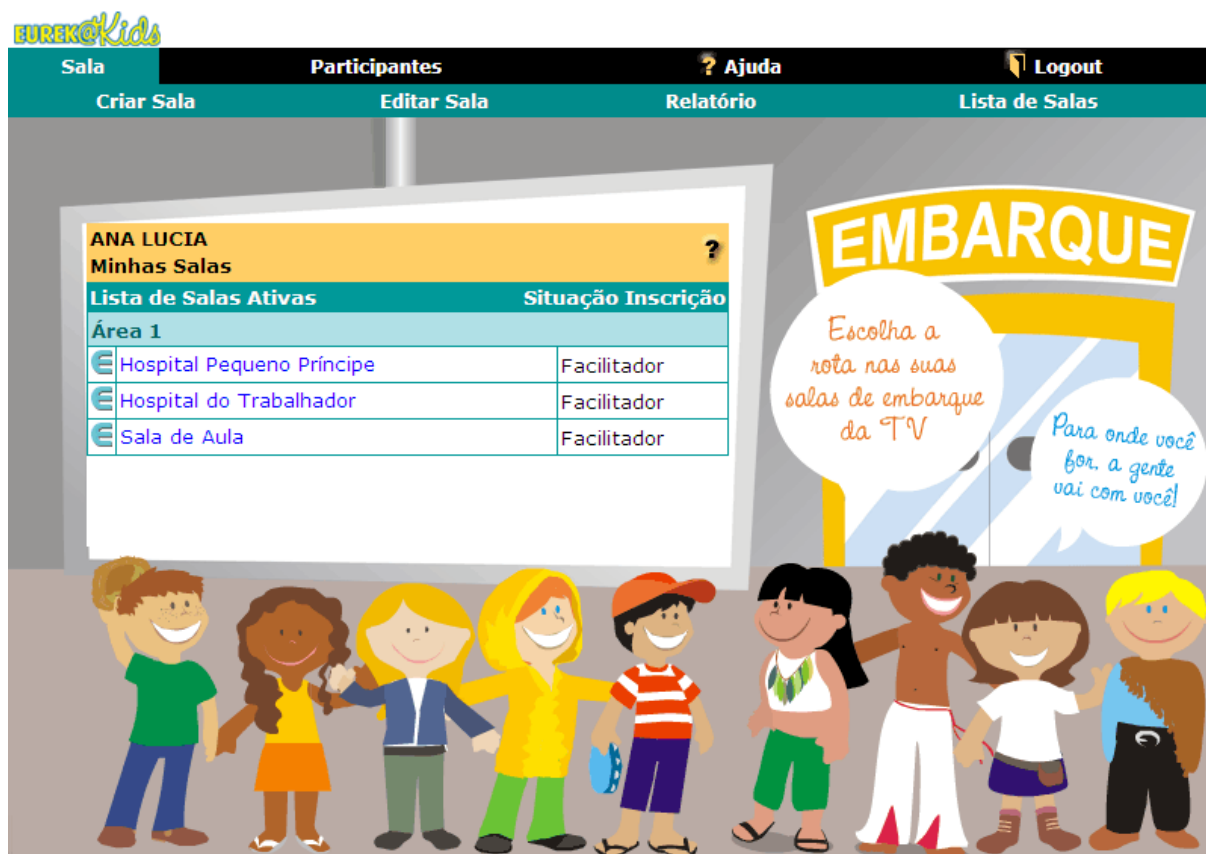 EUREK@Kids
Sala Participantes ? Ajuda Logout
Criar Sala Editar Sala Relatório Lista de Salas
ANA LUCIA
Minhas Salas
?
Lista de Salas Ativas Situação Inscrição
Área 1
E Hospital Pequeno Príncipe Facilitador
E Hospital do Trabalhador Facilitador
E Sala de Aula Facilitador
EMBARQUE
Escolha a
rota nas suas
salas de embarque
da TV
Para onde você
for, a gente
vai com você!